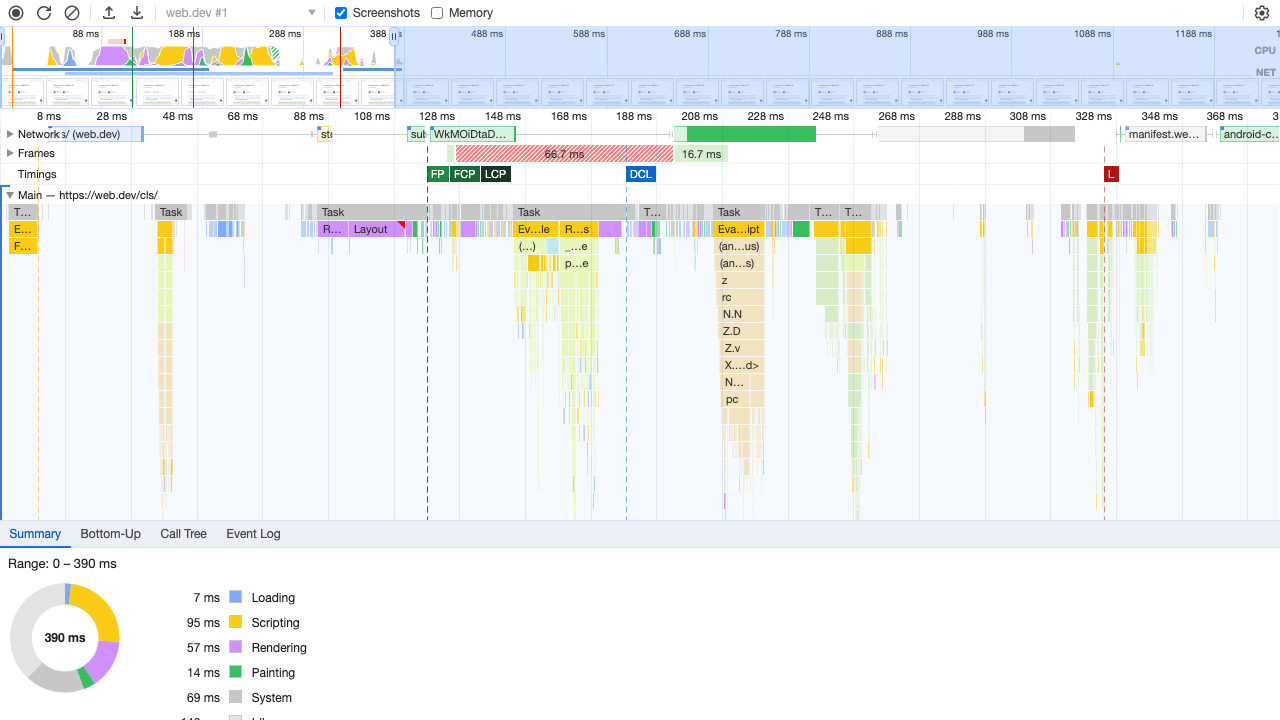 web.dev #1 Screenshots Memory
88 ms 188 ms 288 ms 388 488 ms 588 ms 688 ms 788 ms 888 ms 988 ms 1088 ms 1188 ms
CPU
NET
8 ms 28 ms 48 ms 68 ms 88 ms 108 ms 128 ms 148 ms 168 ms 188 ms 208 ms 228 ms 248 ms 268 ms 288 ms 308 ms 328 ms 348 ms 368 ms 3
Network s/ (web.dev) WkMOiDtaD... manifest.we... android-c...
Frames 66.7 ms 16.7 ms
Timings FP FCP LCP DCL L
Main — https://web.dev/cls/
T... Task Task Task T... Task T... T...
E... R... Layout Ev...le R...s Eva...ipt
F... (...) _...e (an...us)
p...e (an...s)
z
rc
N.N
Z.D
Z.v
X....d>
N...
pc
Summary Bottom-Up Call Tree Event Log
Range: 0 – 390 ms
390 ms
7 ms Loading
95 ms Scripting
57 ms Rendering
14 ms Painting
69 ms System